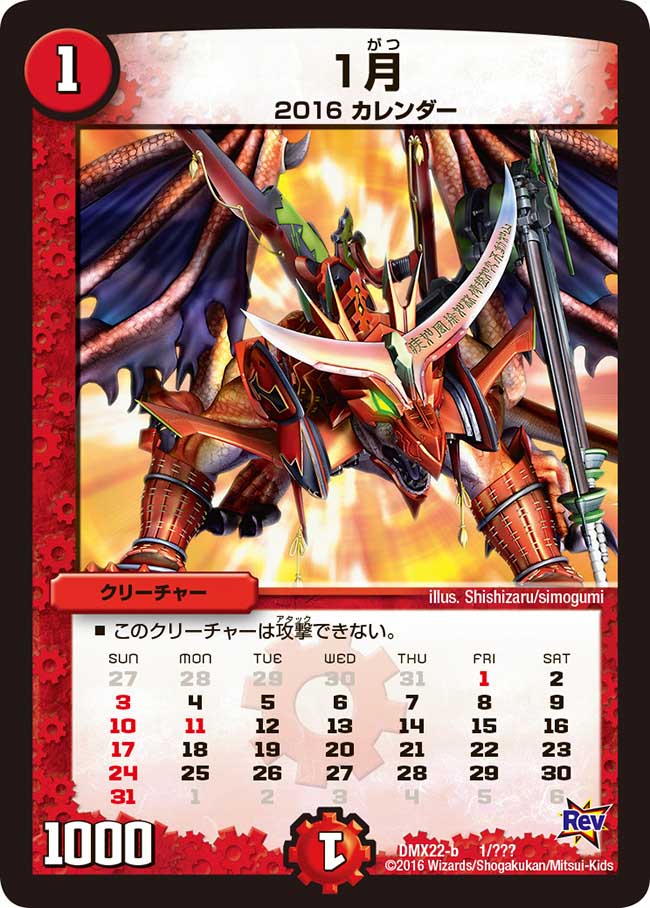 1
がつ
1月
2016 カレンダー
クリーチャー
illus. Shishizaru/simogumi
■ このクリーチャーは攻撃できない。
アタック
SUN MON TUE WED THU FRI SAT
27 28 29 30 31 1 2
3 4 5 6 7 8 9
10 11 12 13 14 15 16
17 18 19 20 21 22 23
24 25 26 27 28 29 30
31 1 2 3 4 5 6
Rev
1000
1
DMX22-b 1/???
©2016 Wizards/Shogakukan/Mitsui-Kids